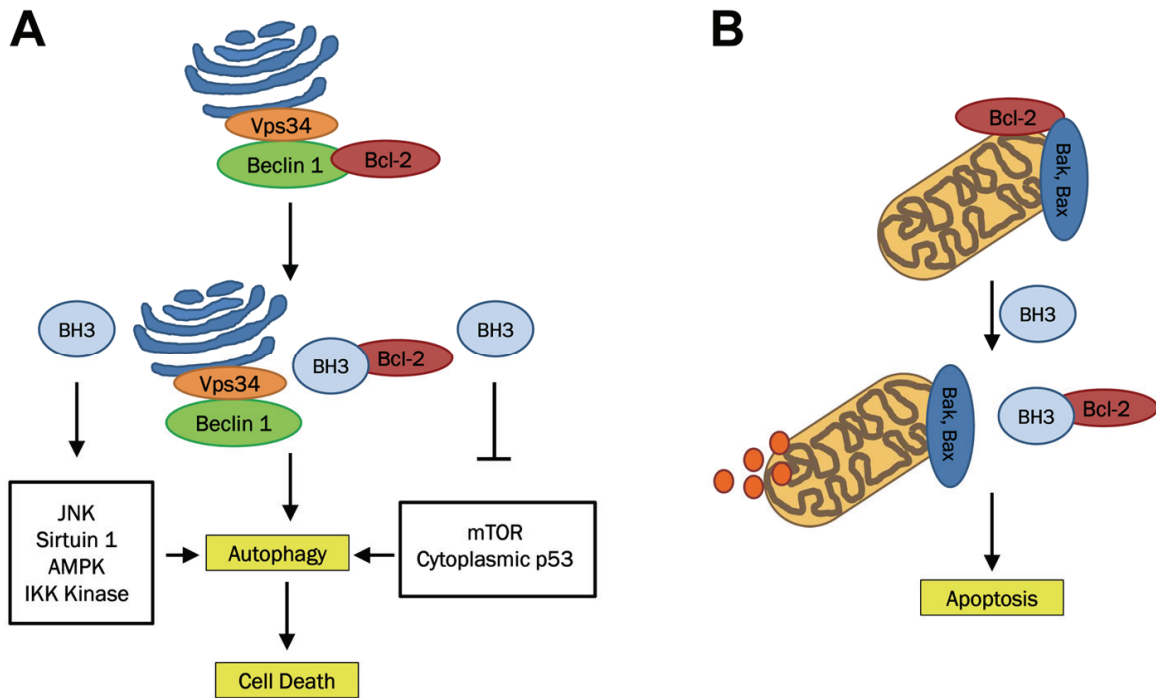 A
Vps34
Beclin 1
Bcl-2
BH3
Vps34
Beclin 1
BH3
Bcl-2
BH3
JNK
Sirtuin 1
AMPK
IKK Kinase
Autophagy
mTOR
Cytoplasmic p53
Cell Death
B
Bcl-2
Bak, Bax
BH3
Bak, Bax
BH3
Bcl-2
Apoptosis